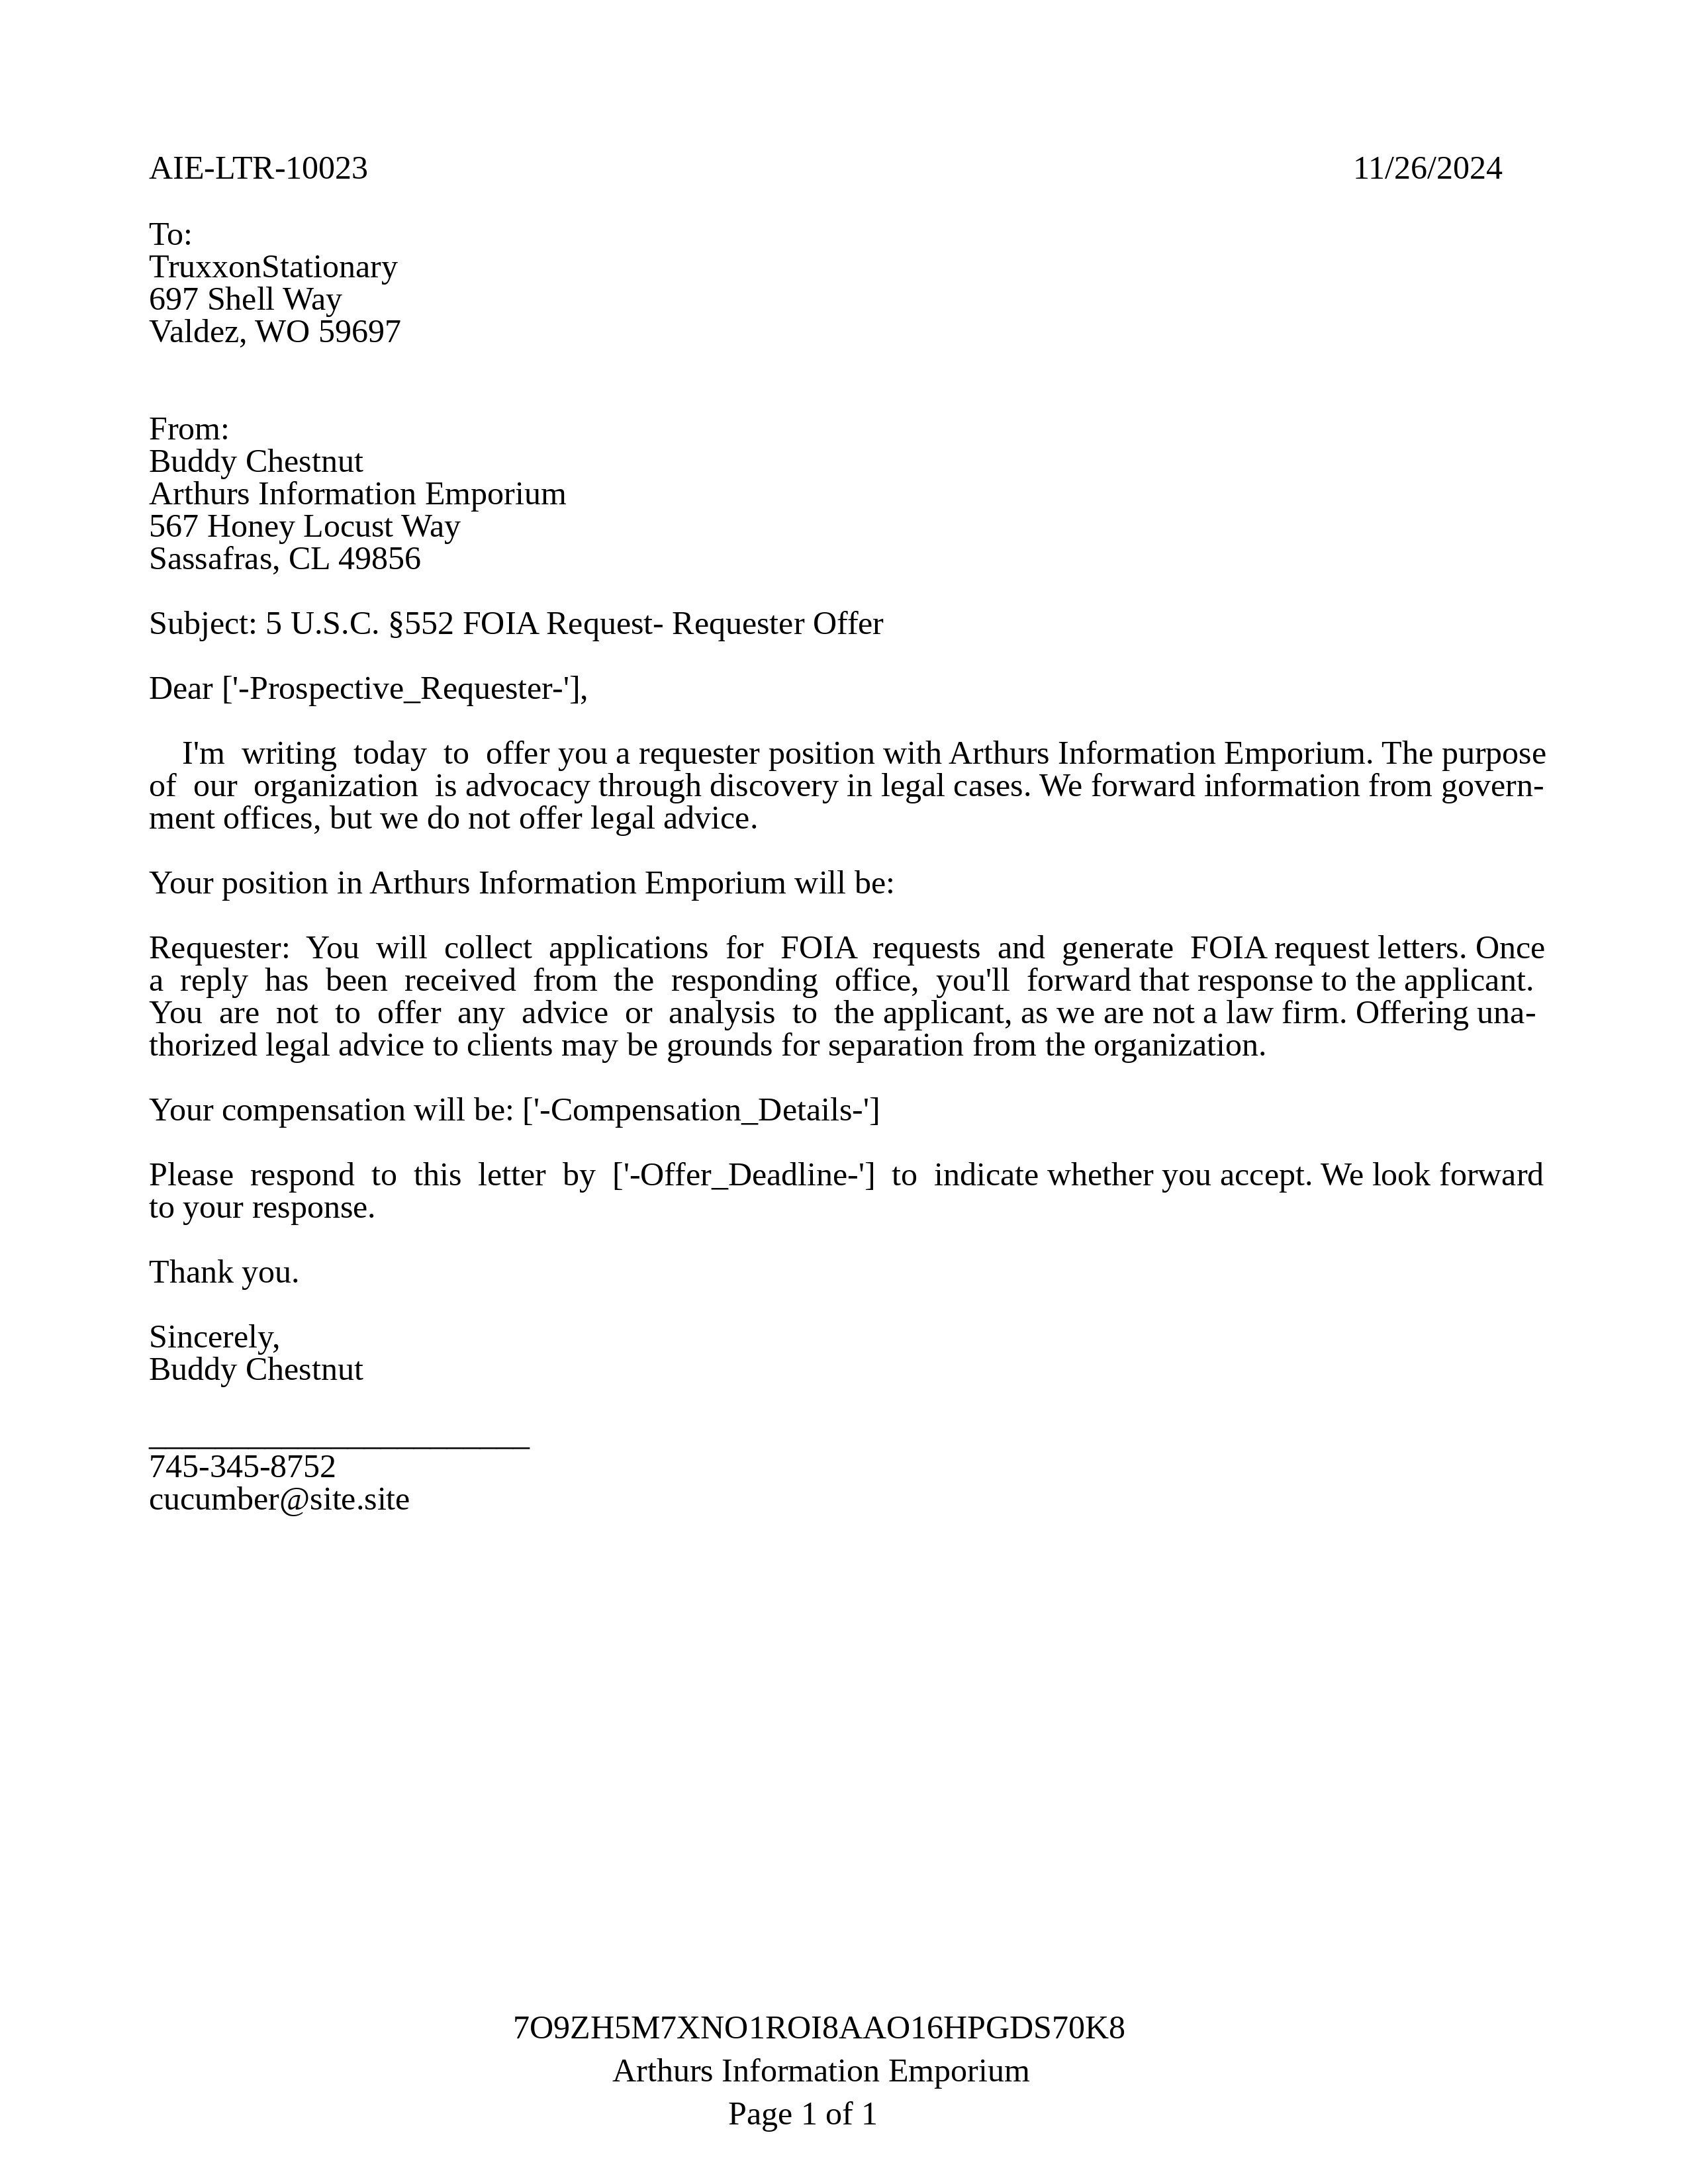 AIE-LTR-10023 11/26/2024
To:
TruxxonStationary
697 Shell Way
Valdez, WO 59697
From:
Buddy Chestnut
Arthurs Information Emporium
567 Honey Locust Way
Sassafras, CL 49856
Subject: 5 U.S.C. §552 FOIA Request- Requester Offer
Dear ['-Prospective_Requester-'],
I'm writing today to offer you a requester position with Arthurs Information Emporium. The purpose
of our organization is advocacy through discovery in legal cases. We forward information from govern-
ment offices, but we do not offer legal advice.
Your position in Arthurs Information Emporium will be:
Requester: You will collect applications for FOIA requests and generate FOIA request letters. Once
a reply has been received from the responding office, you'll forward that response to the applicant.
You are not to offer any advice or analysis to the applicant, as we are not a law firm. Offering una-
thorized legal advice to clients may be grounds for separation from the organization.
Your compensation will be: ['-Compensation_Details-']
Please respond to this letter by ['-Offer_Deadline-'] to indicate whether you accept. We look forward
to your response.
Thank you.
Sincerely,
Buddy Chestnut
_______________________
745-345-8752
cucumber@site.site
7O9ZH5M7XNO1ROI8AAO16HPGDS70K8
Arthurs Information Emporium
Page 1 of 1